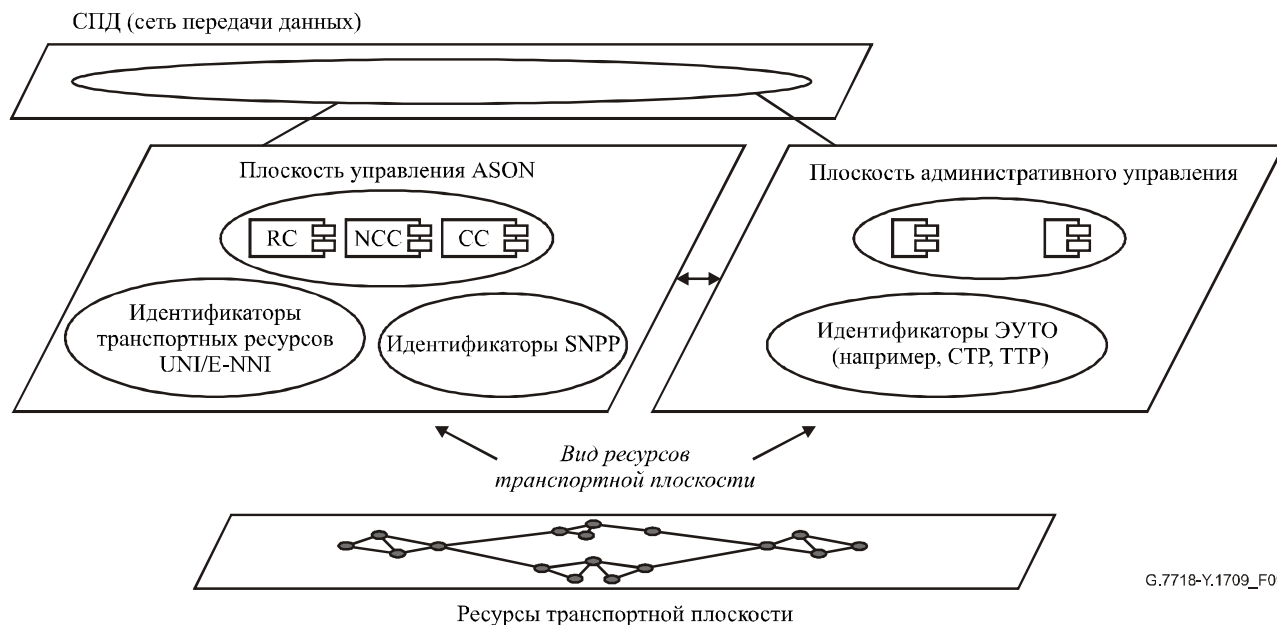 СПД (сеть передачи данных)
Плоскость управления ASON
RC
NCC
CC
Идентификаторы
транспортных ресурсов
UNI/E-NNI
Идентификаторы SNPP
Плоскость административного управления
Идентификаторы ЭУТО
(например, CTP, TTP)
Вид ресурсов
транспортной плоскости
G.7718-Y.1709_F0
Ресурсы транспортной плоскости